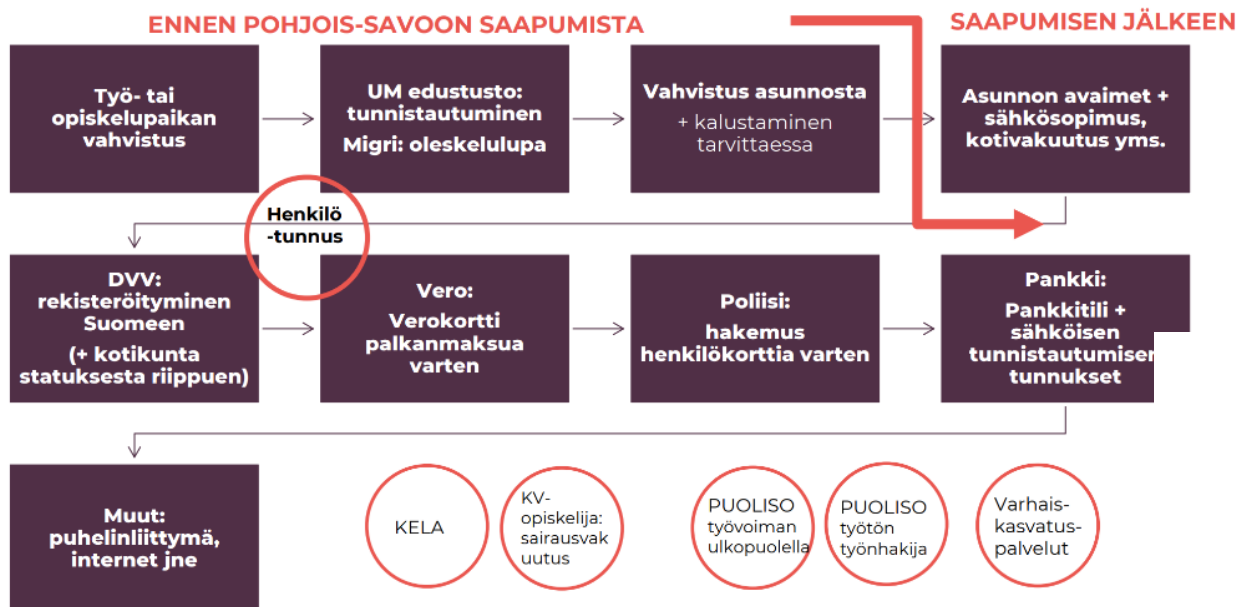 ENNEN POHJOIS-SAVOON SAAPUMISTA
SAAPUMISEN JÄLKEEN
Työ- tai
opiskelupaikan
vahvistus
UM edustusto:
tunnistautuminen
Migri: oleskelulupa
Vahvistus asunnosta
+ kalustaminen
tarvittaessa
Asunnon avaimet +
sähkösopimus,
kotivakuutus yms.
Henkilö
-tunnus
DVV:
rekisteröityminen
Suomeen
(+ kotikunta
statuksesta riippuen)
Vero:
Verokortti
palkanmaksua
varten
Poliisi:
hakemus
henkilökorttia varten
Pankki:
Pankkitili +
sähköisen
tunnistautumisen
tunnukset
Muut:
puhelinliittymä,
internet jne
KELA
KV-
opiskelija:
sairausvak
uutus
PUOLISO
työvoiman
ulkopuolella
PUOLISO
työtön
työnhakija
Varhais-
kasvatus-
palvelut